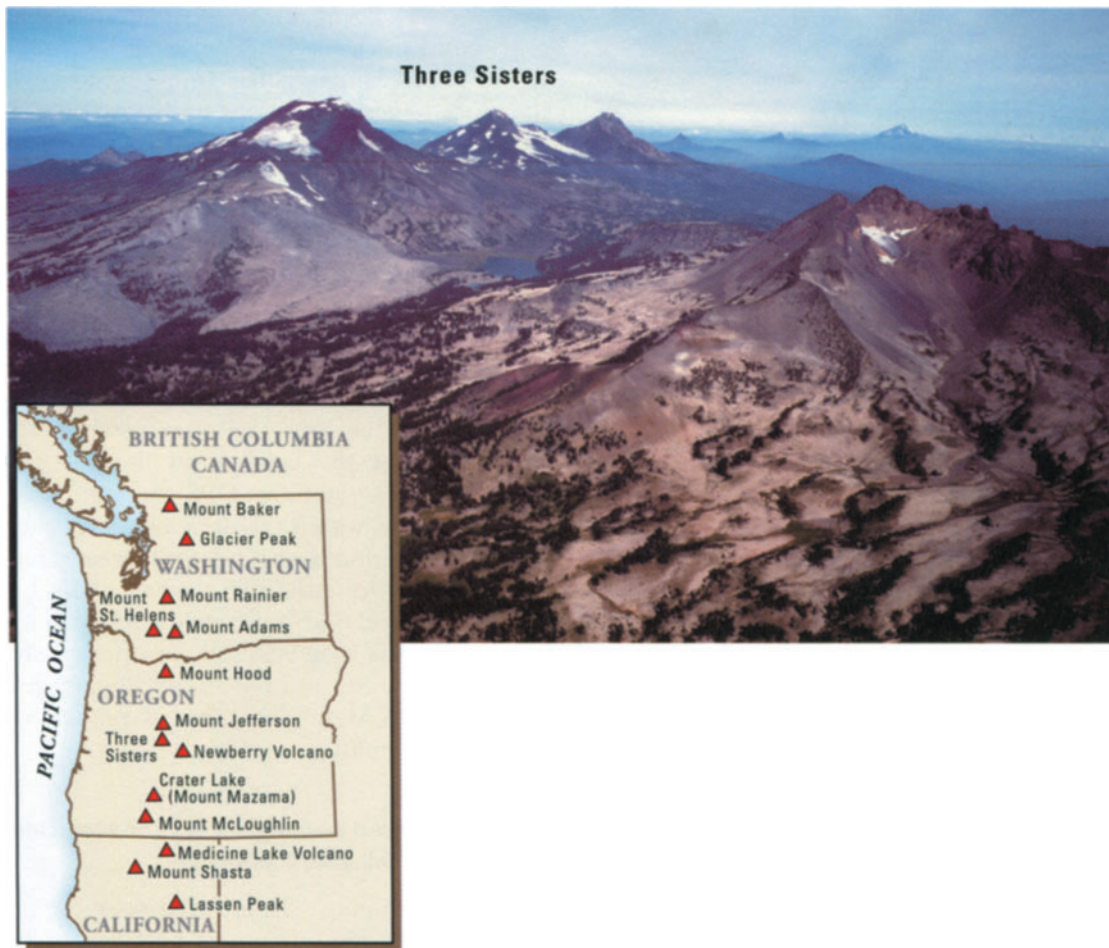 Three Sisters
BRITISH COLUMBIA
CANADA
Mount Baker
Glacier Peak
WASHINGTON
Mount
St. Helens
Mount Rainier
Mount Adams
PACIFIC OCEAN
Mount Hood
OREGON
Mount Jefferson
Three
Sisters
Newberry Volcano
Crater Lake
(Mount Mazama)
Mount McLoughlin
Medicine Lake Volcano
Mount Shasta
Lassen Peak
CALIFORNIA